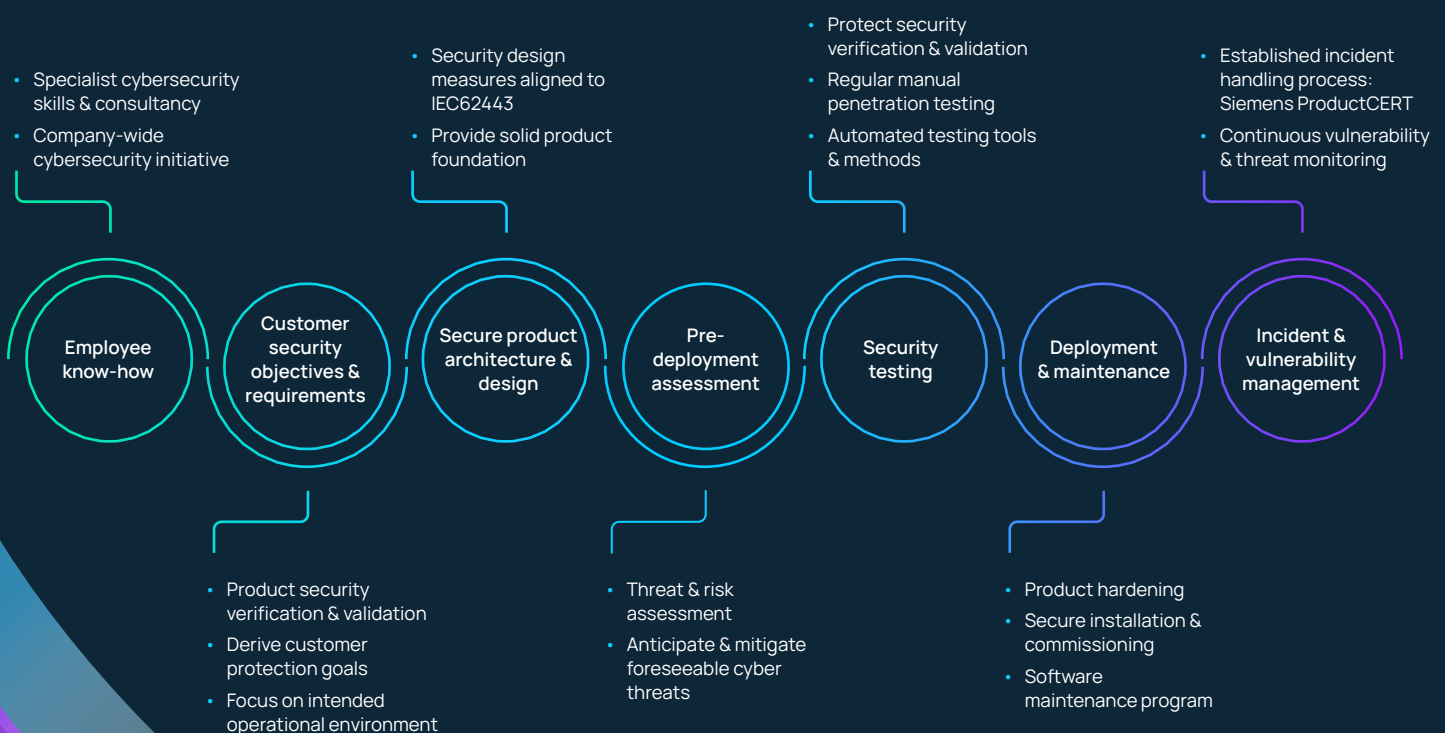 • Specialist cybersecurity
skills & consultancy
• Company-wide
cybersecurity initiative
• Security design
measures aligned to
IEC62443
• Provide solid product
foundation
• Protect security
verification & validation
• Regular manual
penetration testing
• Automated testing tools
& methods
• Established incident
handling process:
Siemens ProductCERT
• Continuous vulnerability
& threat monitoring
Employee
know-how
Customer
security
objectives &
requirements
Secure product
architecture &
design
Pre-
deployment
assessment
Security
testing
Deployment
& maintenance
Incident &
vulnerability
management
• Product security
verification & validation
• Derive customer
protection goals
• Focus on intended
operational environment
• Threat & risk
assessment
• Anticipate & mitigate
foreseeable cyber
threats
• Product hardening
• Secure installation &
commissioning
• Software
maintenance program